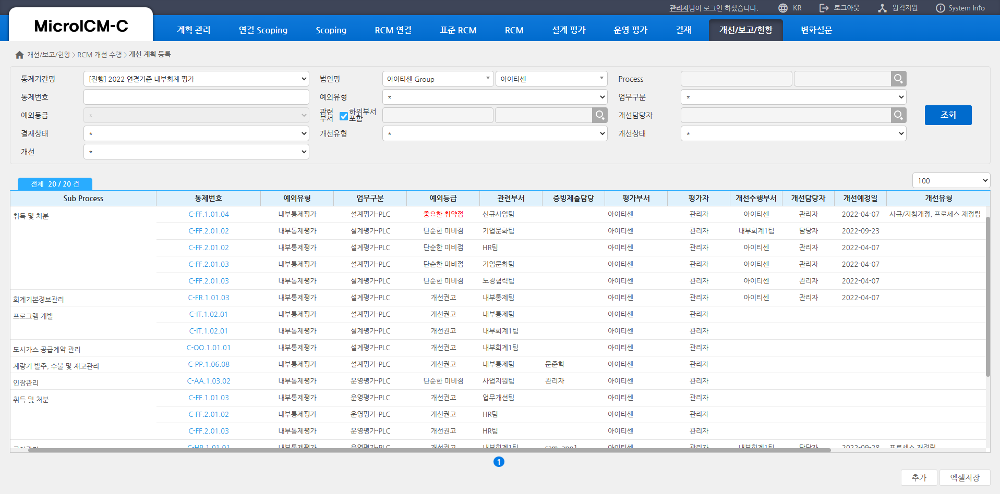 관리자님이 로그인 하셨습니다. KR 로그아웃 원격지원 System Info
MicroICM-C
계획 관리 연결 Scoping Scoping RCM 연결 표준 RCM RCM 설계 평가 운영 평가 결재 개선/보고/현황 변화설문
개선/보고/현황 > RCM 개선 수행 > 개선 계획 등록
통제기간명 [진행] 2022 연결기준 내부회계 평가 법인명 아이티센 Group 아이티센 Process
통제번호 예외유형 * 업무구분 *
예외등급 * 관련부서 하위부서포함 개선담당자
조회
결재상태 * 개선유형 * 개선상태 *
개선 *
전체 20 / 20 건 100
Sub Process 통제번호 예외유형 업무구분 예외등급 관련부서 증빙제출담당 평가부서 평가자 개선수행부서 개선담당자 개선예정일 개선유형
취득 및 처분 C-FF.1.01.04 내부통제평가 설계평가-PLC 중요한 취약점 신규사업팀 아이티센 관리자 아이티센 관리자 2022-04-07 사규/지침개정, 프로세스 재정립
C-FF.2.01.02 내부통제평가 설계평가-PLC 단순한 미비점 기업문화팀 아이티센 관리자 내부회계1팀 담당자 2022-09-23
C-FF.2.01.02 내부통제평가 설계평가-PLC 단순한 미비점 HR팀 아이티센 관리자 아이티센 관리자 2022-04-07
C-FF.2.01.03 내부통제평가 설계평가-PLC 단순한 미비점 기업문화팀 아이티센 관리자 아이티센 관리자 2022-04-07
C-FF.2.01.03 내부통제평가 설계평가-PLC 단순한 미비점 노경협력팀 아이티센 관리자 아이티센 관리자 2022-04-07
회계기본정보관리 C-FR.1.01.03 내부통제평가 설계평가-PLC 개선권고 내부통제팀 아이티센 관리자 아이티센 관리자 2022-04-07
프로그램 개발 C-IT.1.02.01 내부통제평가 설계평가-PLC 개선권고 내부통제팀 아이티센 관리자
C-IT.1.02.01 내부통제평가 설계평가-PLC 개선권고 내부회계1팀 아이티센 관리자
도시가스 공급계약 관리 C-OO.1.01.01 내부통제평가 설계평가-PLC 개선권고 내부회계1팀 아이티센 관리자
계량기 발주, 수불 및 재고관리 C-PP.1.06.08 내부통제평가 설계평가-PLC 개선권고 내부통제팀 문준혁 아이티센 관리자
인장관리 C-AA.1.03.02 내부통제평가 운영평가-PLC 단순한 미비점 사업지원팀 관리자 아이티센 관리자
취득 및 처분 C-FF.1.01.03 내부통제평가 운영평가-PLC 개선권고 업무개선팀 아이티센 관리자
C-FF.2.01.02 내부통제평가 운영평가-PLC 개선권고 HR팀 아이티센 관리자
C-FF.2.01.03 내부통제평가 운영평가-PLC 개선권고 HR팀 아이티센 관리자
C-HR.1.01.01 내부통제평가 운영평가-PLC 개선권고 내부회계1팀 아이티센 관리자 내부회계1팀 담당자 2022-09-28 프로세스 재정립
1
추가 엑셀저장